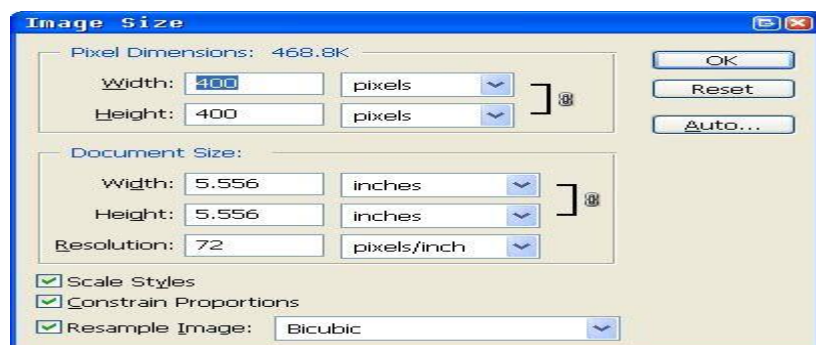 Image Size
Pixel Dimensions: 468.8K
OK
Width: 400 pixels
Reset
Height: 400 pixels
Auto...
Document Size:
Width: 5.556 inches
Height: 5.556 inches
Resolution: 72 pixels/inch
Scale Styles
Constrain Proportions
Resample Image: Bicubic